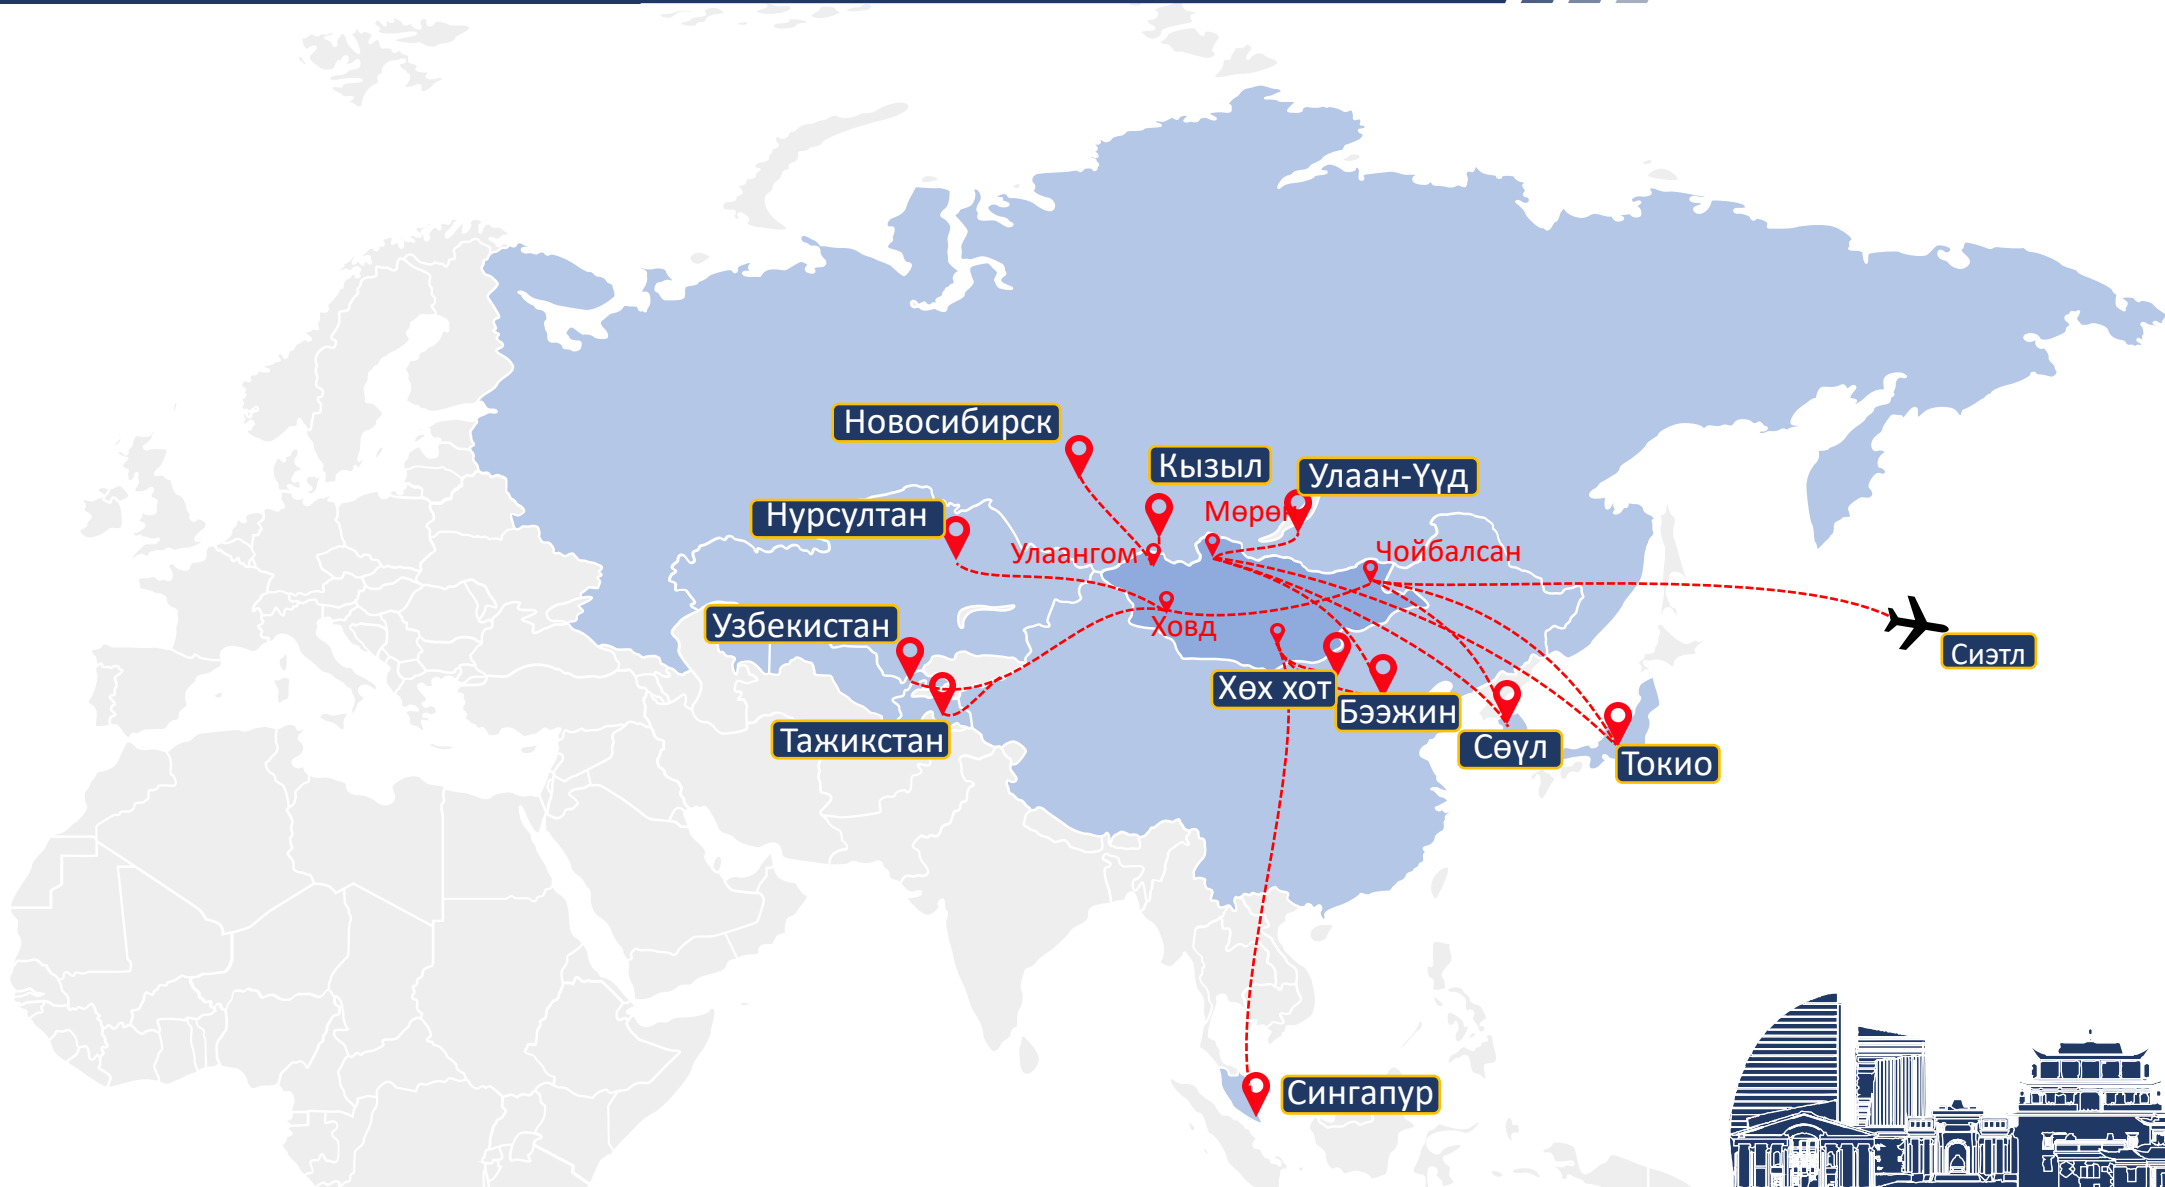 Новосибирск
Кызыл
Улаан-Үүд
Мөрөн
Нурсултан
Улаангом
Чойбалсан
Узбекистан
Ховд
Сиэтл
Хөх хот
Бээжин
Тажикстан
Сөүл
Токио
Сингапур